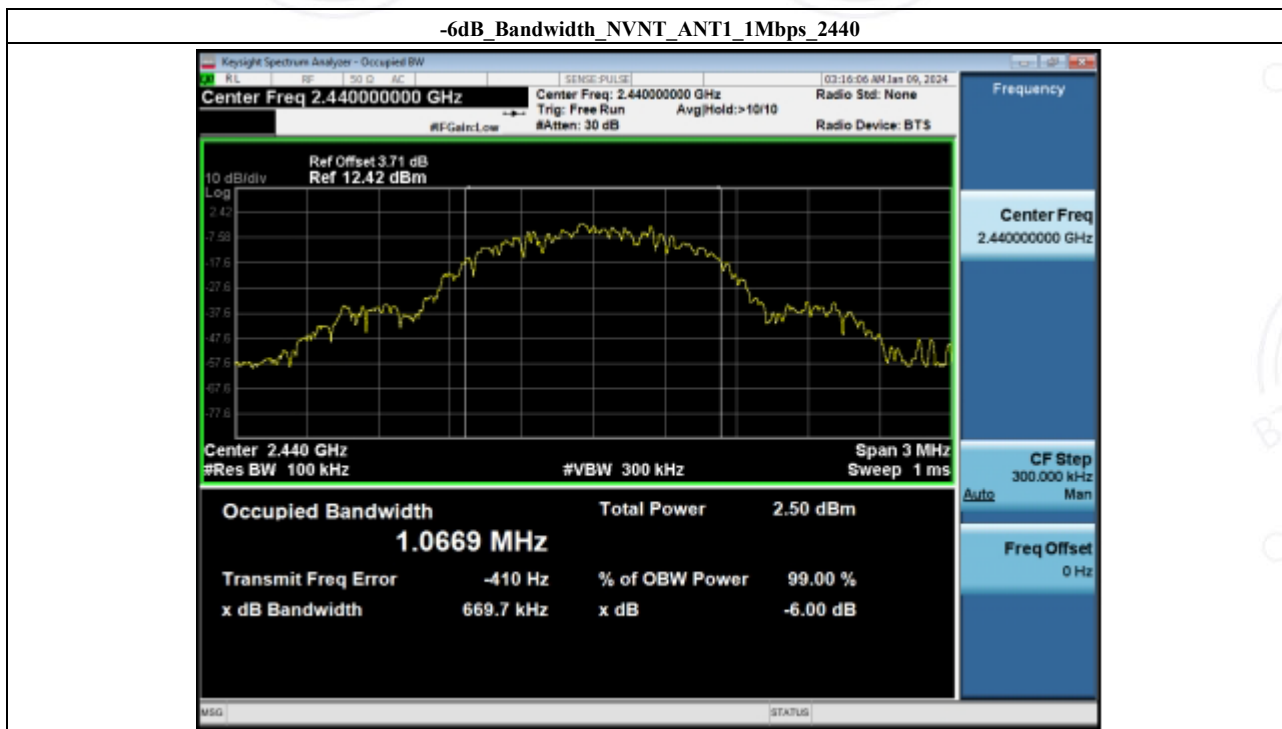 -6dB_Bandwidth_NVNT_ANT1_1Mbps_2440
Keysight Spectrum Analyzer - Occupied BW
RL RF 50 Ω AC SENSE:PULSE 03:16:06 AM Jan 09, 2024
Center Freq 2.440000000 GHz
Center Freq: 2.440000000 GHz Radio Std: None
Trig: Free Run Avg|Hold:>10/10
#IFGain:Low #Atten: 30 dB Radio Device: BTS
Frequency
Ref Offset 3.71 dB
10 dB/div Ref 12.42 dBm
Log
2.42
-7.58
-17.6
-27.6
-37.6
-47.6
-57.6
-67.6
-77.6
Center Freq
2.440000000 GHz
Center 2.440 GHz Span 3 MHz
#Res BW 100 kHz #VBW 300 kHz Sweep 1 ms
CF Step
300.000 kHz
Auto Man
Freq Offset
0 Hz
Occupied Bandwidth Total Power 2.50 dBm
1.0669 MHz
Transmit Freq Error -410 Hz % of OBW Power 99.00 %
x dB Bandwidth 669.7 kHz x dB -6.00 dB
MSG STATUS